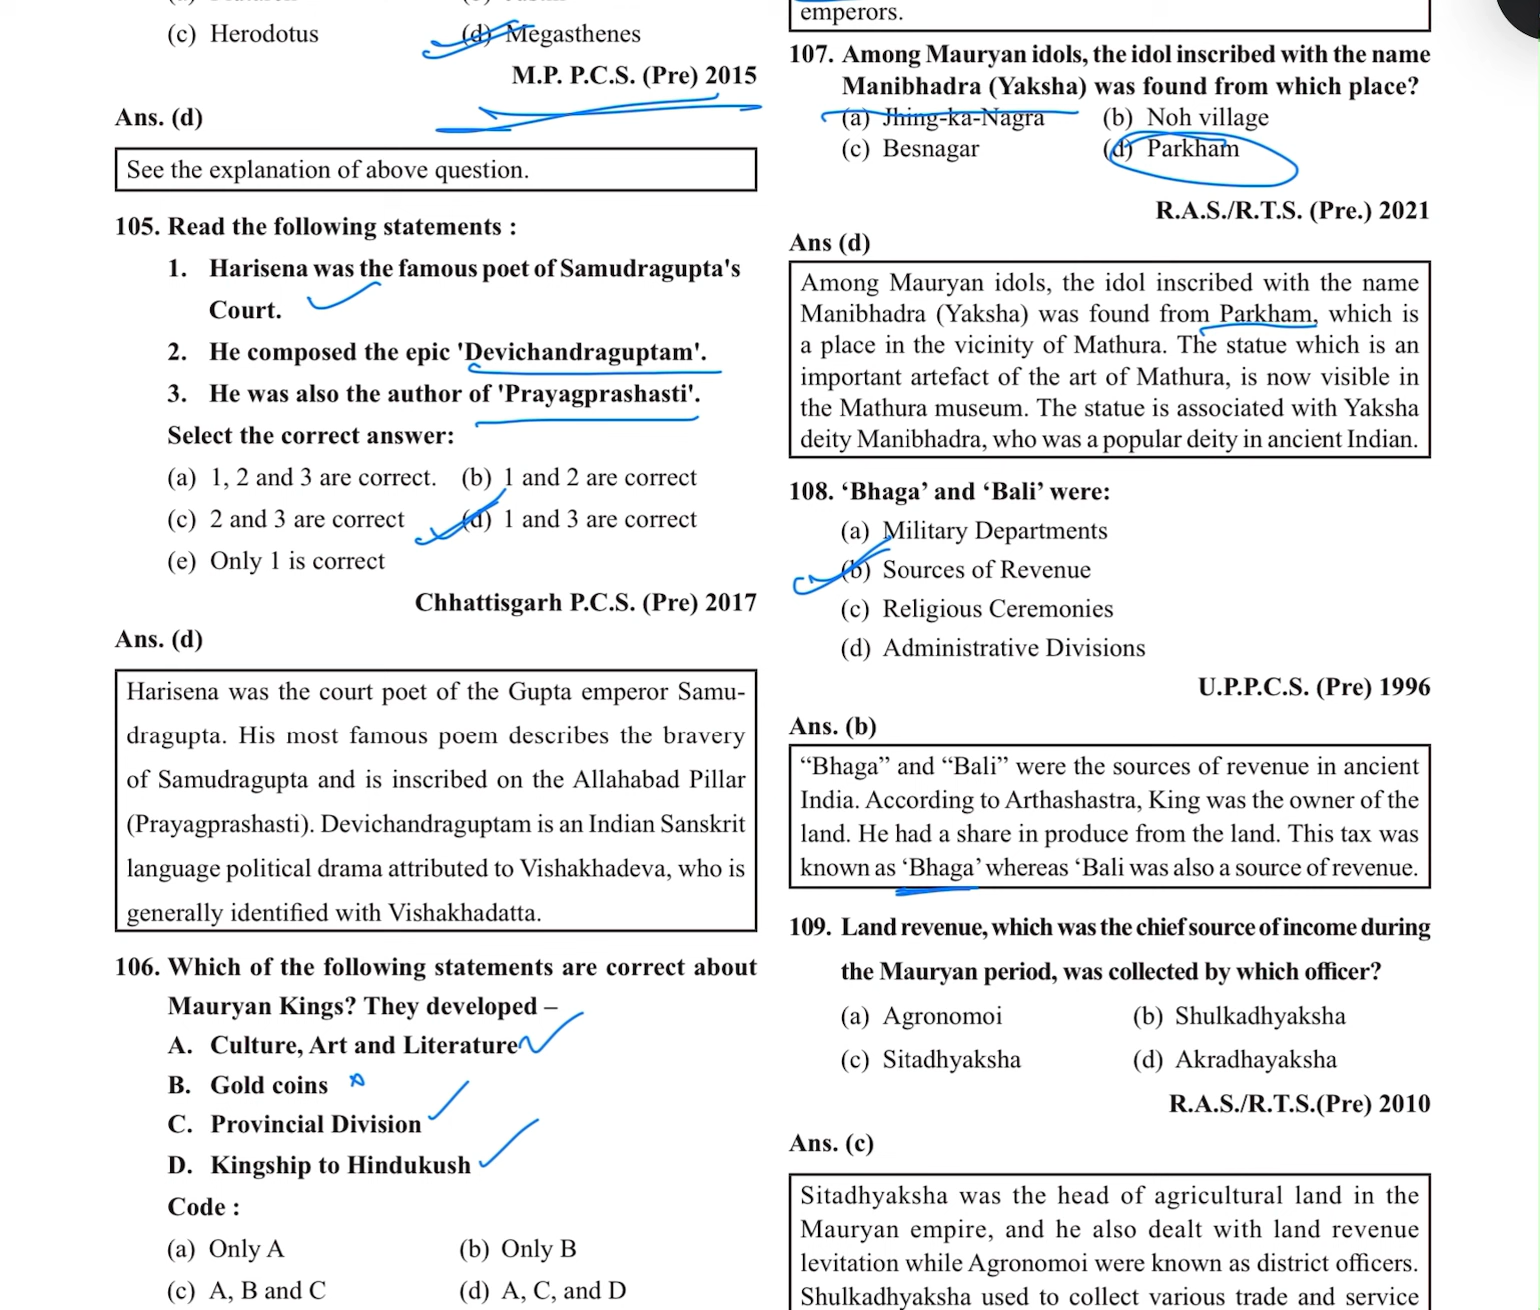 (c) Herodotus (d) Megasthenes
M.P. P.C.S. (Pre) 2015
Ans. (d)
See the explanation of above question.
105. Read the following statements :
1. Harisena was the famous poet of Samudragupta's
Court.
2. He composed the epic 'Devichandraguptam'.
3. He was also the author of 'Prayagprashasti'.
Select the correct answer:
(a) 1, 2 and 3 are correct. (b) 1 and 2 are correct
(c) 2 and 3 are correct (d) 1 and 3 are correct
(e) Only 1 is correct
Chhattisgarh P.C.S. (Pre) 2017
Ans. (d)
Harisena was the court poet of the Gupta emperor Samu-
dragupta. His most famous poem describes the bravery
of Samudragupta and is inscribed on the Allahabad Pillar
(Prayagprashasti). Devichandraguptam is an Indian Sanskrit
language political drama attributed to Vishakhadeva, who is
generally identified with Vishakhadatta.
106. Which of the following statements are correct about
Mauryan Kings? They developed –
A. Culture, Art and Literature
B. Gold coins
C. Provincial Division
D. Kingship to Hindukush
Code :
(a) Only A (b) Only B
(c) A, B and C (d) A, C, and D
emperors.
107. Among Mauryan idols, the idol inscribed with the name
Manibhadra (Yaksha) was found from which place?
(a) Jhing-ka-Nagra (b) Noh village
(c) Besnagar (d) Parkham
R.A.S./R.T.S. (Pre.) 2021
Ans (d)
Among Mauryan idols, the idol inscribed with the name
Manibhadra (Yaksha) was found from Parkham, which is
a place in the vicinity of Mathura. The statue which is an
important artefact of the art of Mathura, is now visible in
the Mathura museum. The statue is associated with Yaksha
deity Manibhadra, who was a popular deity in ancient Indian.
108. ‘Bhaga’ and ‘Bali’ were:
(a) Military Departments
(b) Sources of Revenue
(c) Religious Ceremonies
(d) Administrative Divisions
U.P.P.C.S. (Pre) 1996
Ans. (b)
“Bhaga” and “Bali” were the sources of revenue in ancient
India. According to Arthashastra, King was the owner of the
land. He had a share in produce from the land. This tax was
known as ‘Bhaga’ whereas ‘Bali was also a source of revenue.
109. Land revenue, which was the chief source of income during
the Mauryan period, was collected by which officer?
(a) Agronomoi (b) Shulkadhyaksha
(c) Sitadhyaksha (d) Akradhayaksha
R.A.S./R.T.S.(Pre) 2010
Ans. (c)
Sitadhyaksha was the head of agricultural land in the
Mauryan empire, and he also dealt with land revenue
levitation while Agronomoi were known as district officers.
Shulkadhyaksha used to collect various trade and service